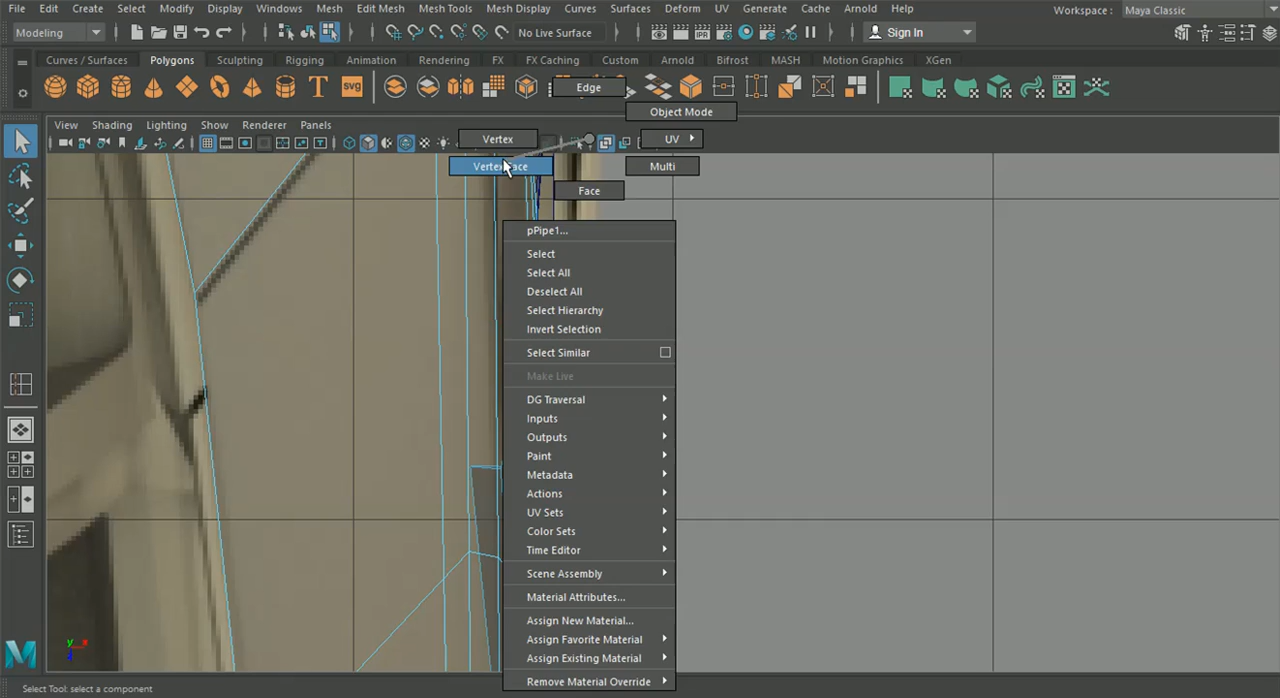 File Edit Create Select Modify Display Windows Mesh Edit Mesh Mesh Tools Mesh Display Curves Surfaces Deform UV Generate Cache Arnold Help Workspace : Maya Classic
Modeling No Live Surface Sign In
Curves / Surfaces Polygons Sculpting Rigging Animation Rendering FX FX Caching Custom Arnold Bifrost MASH Motion Graphics XGen
T SVG
Edge
Object Mode
View Shading Lighting Show Renderer Panels
Vertex UV
Multi
Face
pPipe1...
Select
Select All
Deselect All
Select Hierarchy
Invert Selection
Select Similar
Make Live
DG Traversal
Inputs
Outputs
Paint
Metadata
Actions
UV Sets
Color Sets
Time Editor
Scene Assembly
Material Attributes...
Assign New Material...
Assign Favorite Material
Assign Existing Material
Remove Material Override
y x
z
M
Select Tool: select a component